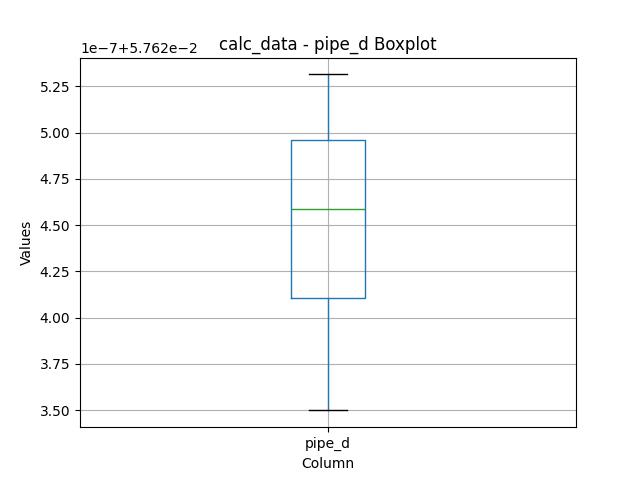 calc_data - pipe_d Boxplot
1e−7+5.762e−2
5.25
5.00
4.75
4.50
4.25
4.00
3.75
3.50
Values
pipe_d
Column